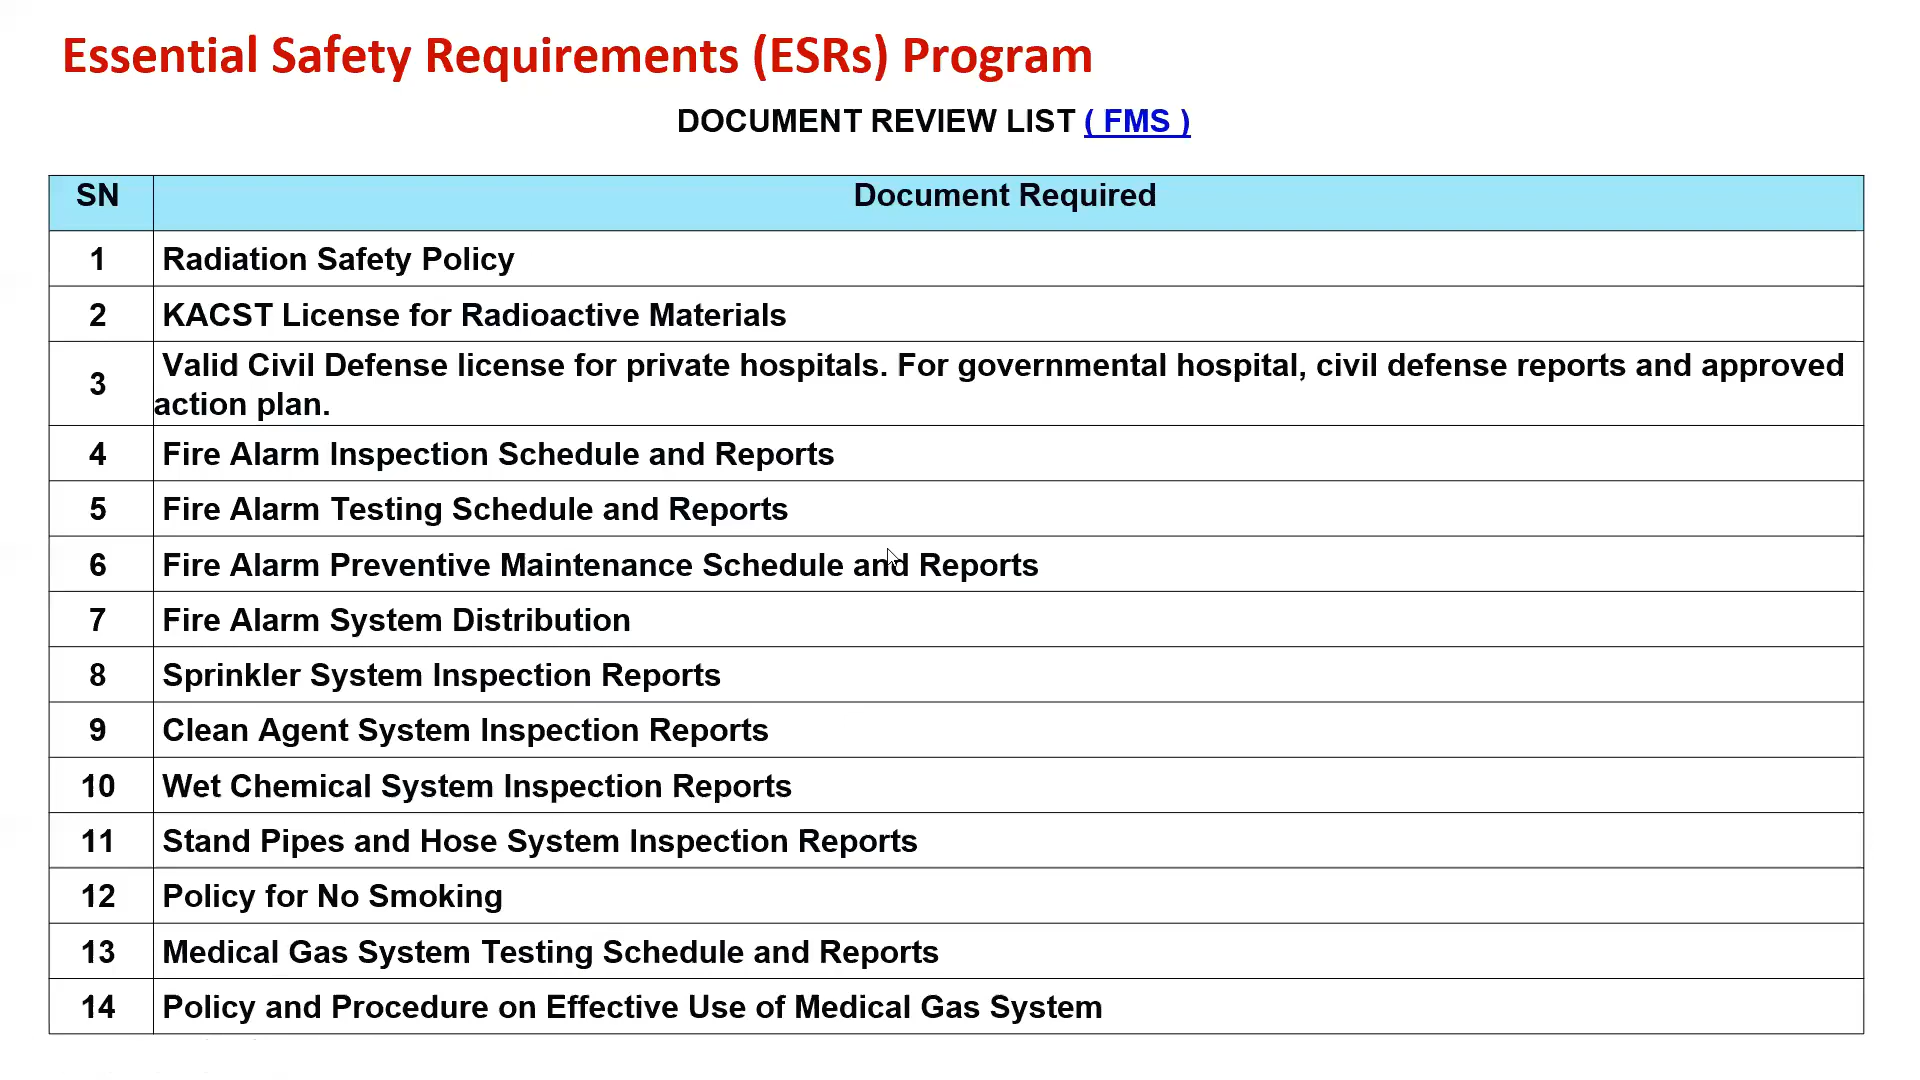 Essential Safety Requirements (ESRs) Program
DOCUMENT REVIEW LIST ( FMS )
SN Document Required
1 Radiation Safety Policy
2 KACST License for Radioactive Materials
3 Valid Civil Defense license for private hospitals. For governmental hospital, civil defense reports and approved
action plan.
4 Fire Alarm Inspection Schedule and Reports
5 Fire Alarm Testing Schedule and Reports
6 Fire Alarm Preventive Maintenance Schedule and Reports
7 Fire Alarm System Distribution
8 Sprinkler System Inspection Reports
9 Clean Agent System Inspection Reports
10 Wet Chemical System Inspection Reports
11 Stand Pipes and Hose System Inspection Reports
12 Policy for No Smoking
13 Medical Gas System Testing Schedule and Reports
14 Policy and Procedure on Effective Use of Medical Gas System